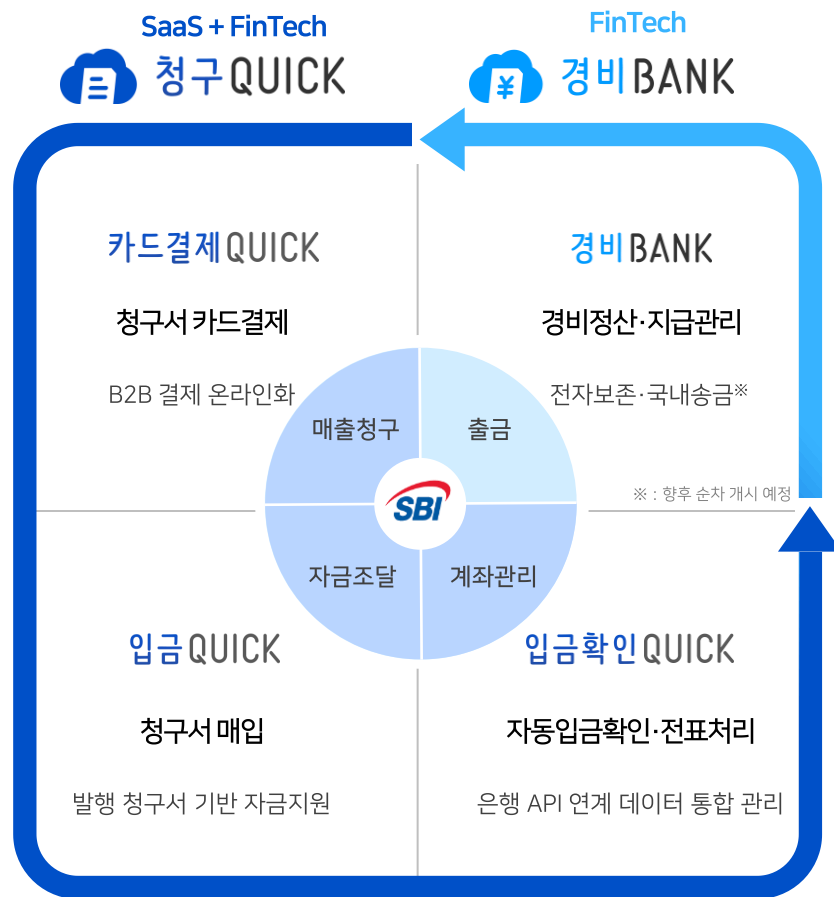 SaaS + FinTech
청구QUICK
FinTech
경비BANK
카드결제QUICK
청구서 카드결제
B2B 결제 온라인화
경비BANK
경비정산·지급관리
전자보존·국내송금※
※ : 향후 순차 개시 예정
매출청구
출금
SBI
자금조달
계좌관리
입금QUICK
청구서 매입
발행 청구서 기반 자금지원
입금확인QUICK
자동입금확인·전표처리
은행 API 연계 데이터 통합 관리